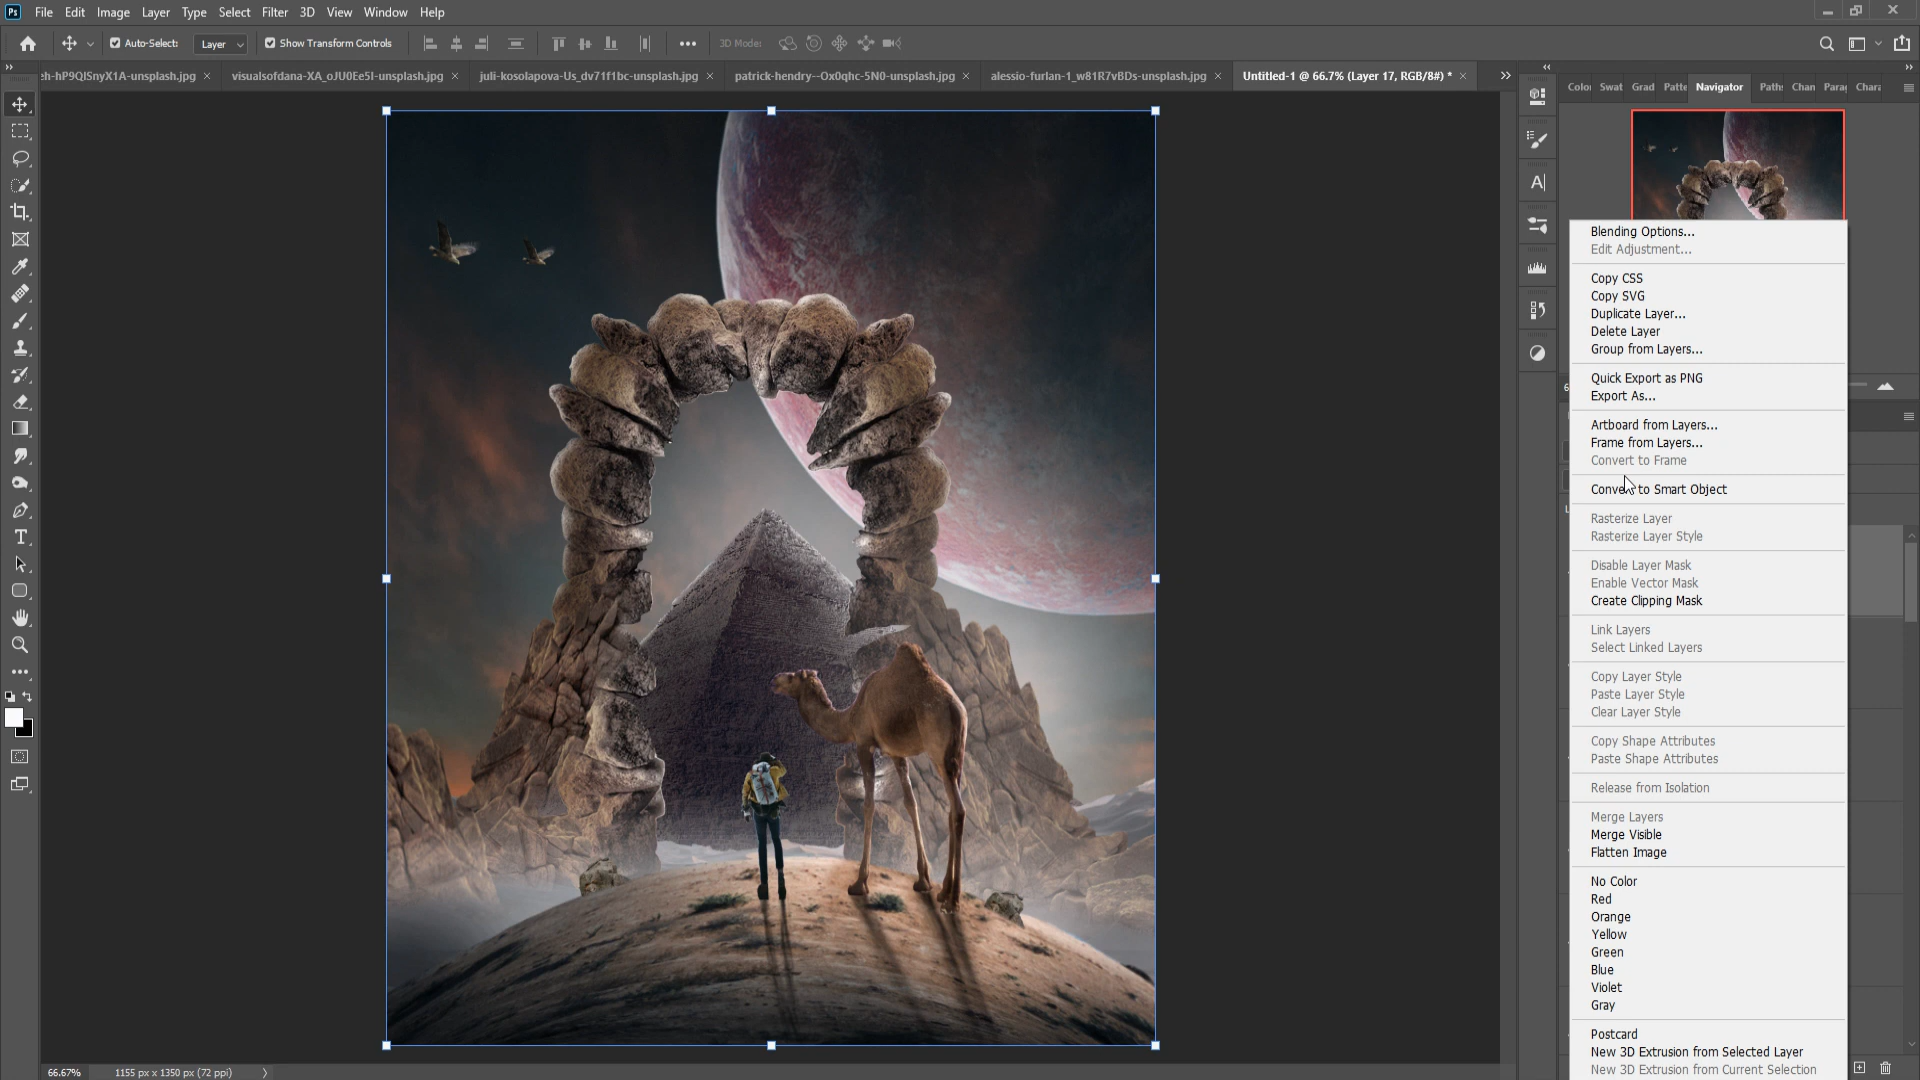 Ps File Edit Image Layer Type Select Filter 3D View Window Help
Auto-Select: Layer Show Transform Controls 3D Mode:
eh-hP9QlSnyX1A-unsplash.jpg × visualsofdana-XA_oJU0Ee5I-unsplash.jpg × juli-kosolapova-Us_dv71f1bc-unsplash.jpg × patrick-hendry--Ox0qhc-5N0-unsplash.jpg × alessio-furlan-1_w81R7vBDs-unsplash.jpg × Untitled-1 @ 66.7% (Layer 17, RGB/8#) * ×
Color Swat Grad Patte Navigator Paths Chan Para Chara
Blending Options...
Edit Adjustment...
Copy CSS
Copy SVG
Duplicate Layer...
Delete Layer
Group from Layers...
Quick Export as PNG
Export As...
Artboard from Layers...
Frame from Layers...
Convert to Frame
Convert to Smart Object
Rasterize Layer
Rasterize Layer Style
Disable Layer Mask
Enable Vector Mask
Create Clipping Mask
Link Layers
Select Linked Layers
Copy Layer Style
Paste Layer Style
Clear Layer Style
Copy Shape Attributes
Paste Shape Attributes
Release from Isolation
Merge Layers
Merge Visible
Flatten Image
No Color
Red
Orange
Yellow
Green
Blue
Violet
Gray
Postcard
New 3D Extrusion from Selected Layer
New 3D Extrusion from Current Selection
66.67% 1155 px x 1350 px (72 ppi)